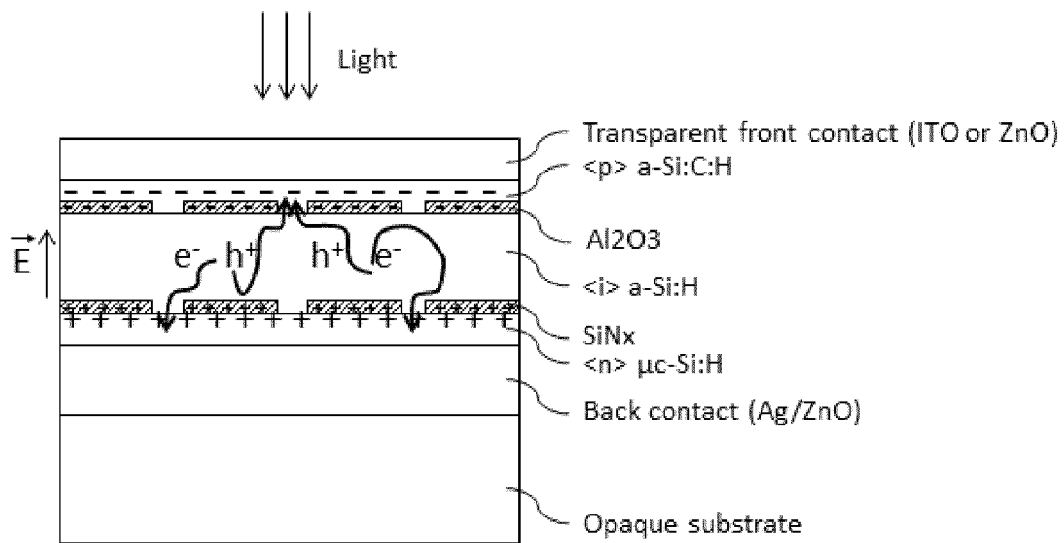 Light
Transparent front contact (ITO or ZnO)
<p> a-Si:C:H
Al2O3
E
e- h+ h+ e-
<i> a-Si:H
SiNx
<n> μc-Si:H
Back contact (Ag/ZnO)
Opaque substrate